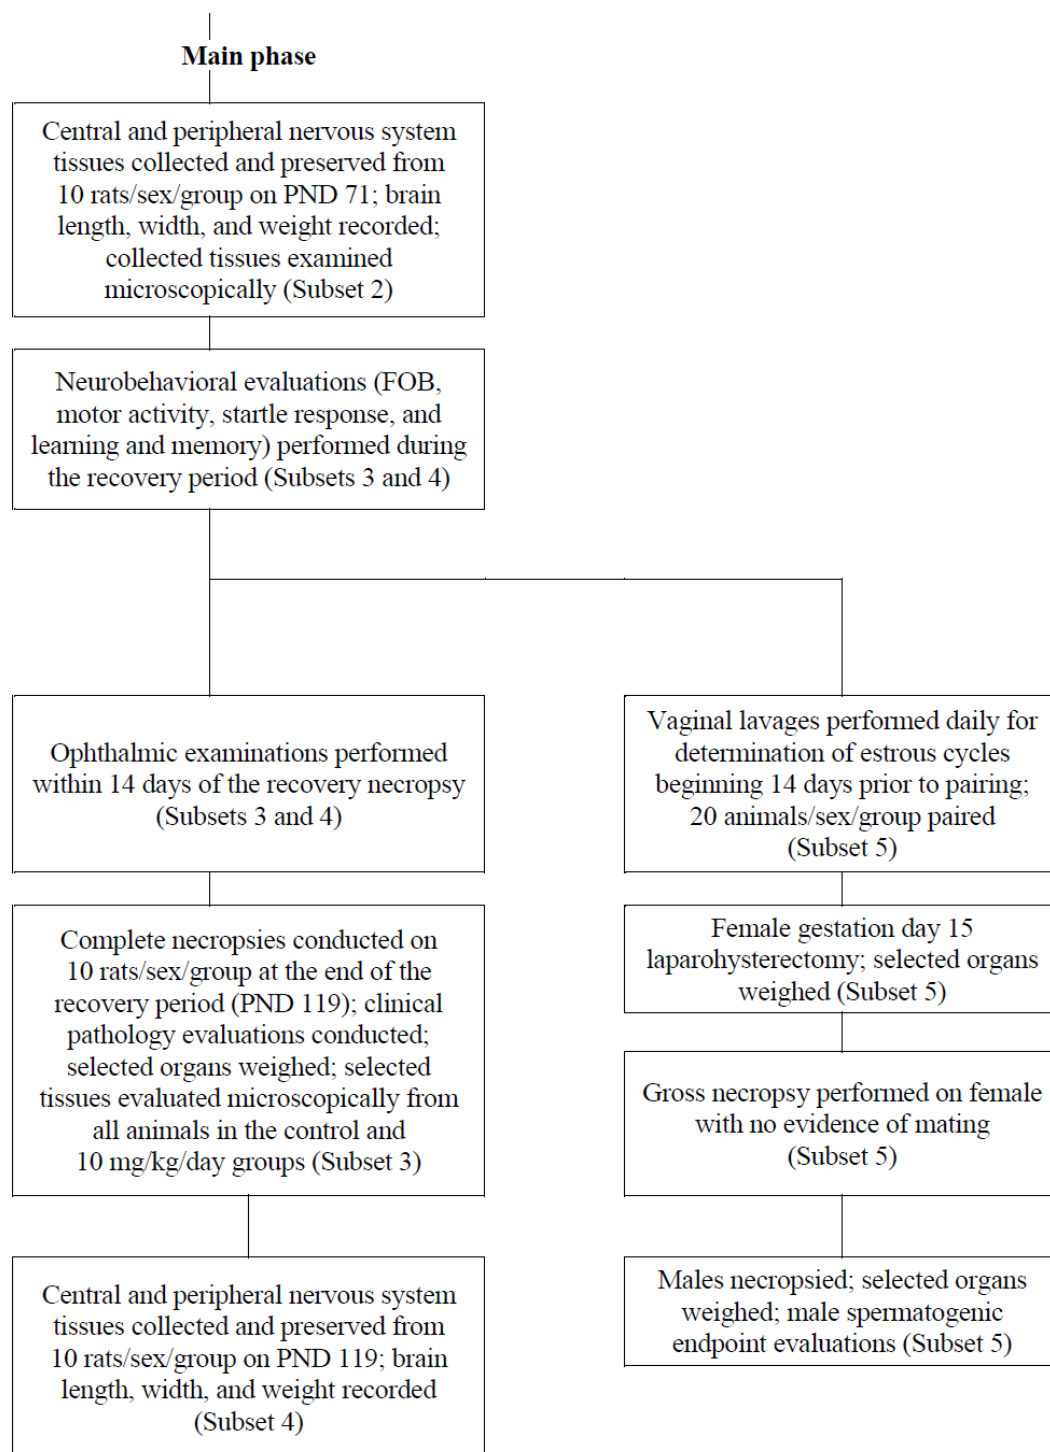 Main phase
Central and peripheral nervous system
tissues collected and preserved from
10 rats/sex/group on PND 71; brain
length, width, and weight recorded;
collected tissues examined
microscopically (Subset 2)
Neurobehavioral evaluations (FOB,
motor activity, startle response, and
learning and memory) performed during
the recovery period (Subsets 3 and 4)
Ophthalmic examinations performed
within 14 days of the recovery necropsy
(Subsets 3 and 4)
Complete necropsies conducted on
10 rats/sex/group at the end of the
recovery period (PND 119); clinical
pathology evaluations conducted;
selected organs weighed; selected
tissues evaluated microscopically from
all animals in the control and
10 mg/kg/day groups (Subset 3)
Central and peripheral nervous system
tissues collected and preserved from
10 rats/sex/group on PND 119; brain
length, width, and weight recorded
(Subset 4)
Vaginal lavages performed daily for
determination of estrous cycles
beginning 14 days prior to pairing;
20 animals/sex/group paired
(Subset 5)
Female gestation day 15
laparohysterectomy; selected organs
weighed (Subset 5)
Gross necropsy performed on female
with no evidence of mating
(Subset 5)
Males necropsied; selected organs
weighed; male spermatogenic
endpoint evaluations (Subset 5)